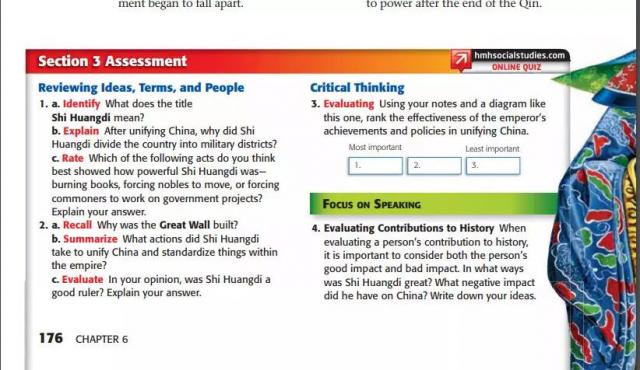 ment began to fall apart.
to power after the end of the Qin.
Section 3 Assessment
hmhsocialstudies.com
ONLINE QUIZ
Reviewing Ideas, Terms, and People
1. a. Identify What does the title
Shi Huangdi mean?
b. Explain After unifying China, why did Shi
Huangdi divide the country into military districts?
c. Rate Which of the following acts do you think
best showed how powerful Shi Huangdi was—
burning books, forcing nobles to move, or forcing
commoners to work on government projects?
Explain your answer.
2. a. Recall Why was the Great Wall built?
b. Summarize What actions did Shi Huangdi
take to unify China and standardize things within
the empire?
c. Evaluate In your opinion, was Shi Huangdi a
good ruler? Explain your answer.
Critical Thinking
3. Evaluating Using your notes and a diagram like
this one, rank the effectiveness of the emperor's
achievements and policies in unifying China.
Most important Least important
1. 2. 3.
FOCUS ON SPEAKING
4. Evaluating Contributions to History When
evaluating a person's contribution to history,
it is important to consider both the person's
good impact and bad impact. In what ways
was Shi Huangdi great? What negative impact
did he have on China? Write down your ideas.
176 CHAPTER 6